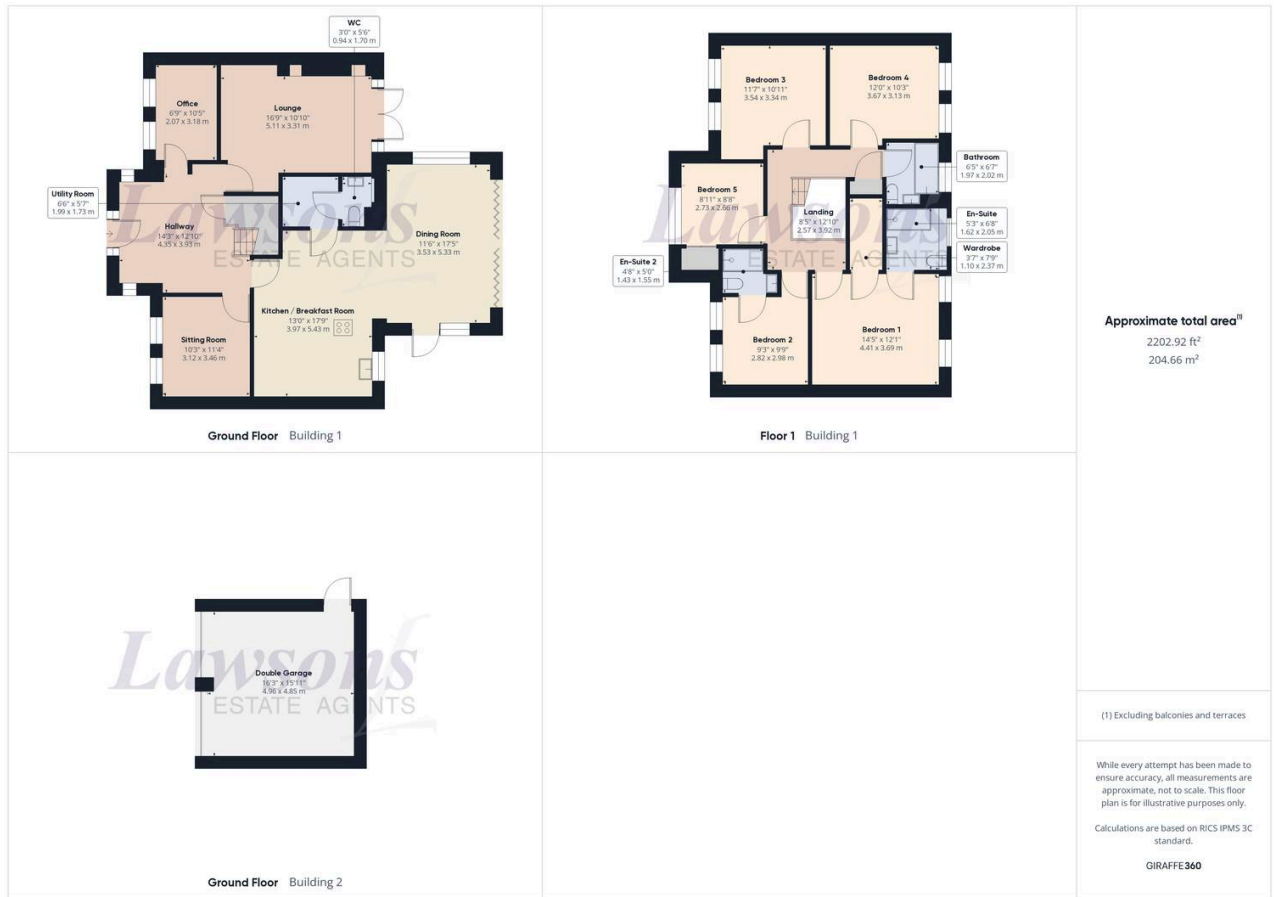 WC
3'0" x 5'6"
0.94 x 1.70 m
Office
6'9" x 10'5"
2.07 x 3.18 m
Lounge
16'9" x 10'10"
5.11 x 3.31 m
Utility Room
6'6" x 5'7"
1.99 x 1.73 m
Hallway
14'3" x 12'10"
4.35 x 3.93 m
Dining Room
11'6" x 17'5"
3.53 x 5.33 m
Kitchen / Breakfast Room
13'0" x 17'9"
3.97 x 5.43 m
Sitting Room
10'3" x 11'4"
3.12 x 3.46 m
Lawsons
ESTATE AGENTS
Ground Floor Building 1
Bedroom 3
11'7" x 10'11"
3.54 x 3.34 m
Bedroom 4
12'0" x 10'3"
3.67 x 3.13 m
Bathroom
6'5" x 6'7"
1.97 x 2.02 m
Bedroom 5
8'11" x 8'8"
2.73 x 2.66 m
Landing
8'5" x 12'10"
2.57 x 3.92 m
En-Suite
5'3" x 6'8"
1.62 x 2.05 m
Wardrobe
3'7" x 7'9"
1.10 x 2.37 m
En-Suite 2
4'8" x 5'0"
1.43 x 1.55 m
Bedroom 2
9'3" x 9'9"
2.82 x 2.98 m
Bedroom 1
14'5" x 12'1"
4.41 x 3.69 m
Lawsons
ESTATE AGENTS
Floor 1 Building 1
Approximate total area(1)
2202.92 ft²
204.66 m²
Double Garage
16'3" x 15'11"
4.96 x 4.85 m
Lawsons
ESTATE AGENTS
Ground Floor Building 2
(1) Excluding balconies and terraces
While every attempt has been made to
ensure accuracy, all measurements are
approximate, not to scale. This floor
plan is for illustrative purposes only.
Calculations are based on RICS IPMS 3C
standard.
GIRAFFE360